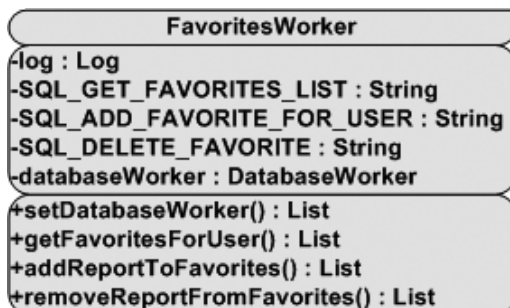 FavoritesWorker
-log : Log
-SQL_GET_FAVORITES_LIST : String
-SQL_ADD_FAVORITE_FOR_USER : String
-SQL_DELETE_FAVORITE : String
-databaseWorker : DatabaseWorker
+setDatabaseWorker() : List
+getFavoritesForUser() : List
+addReportToFavorites() : List
+removeReportFromFavorites() : List